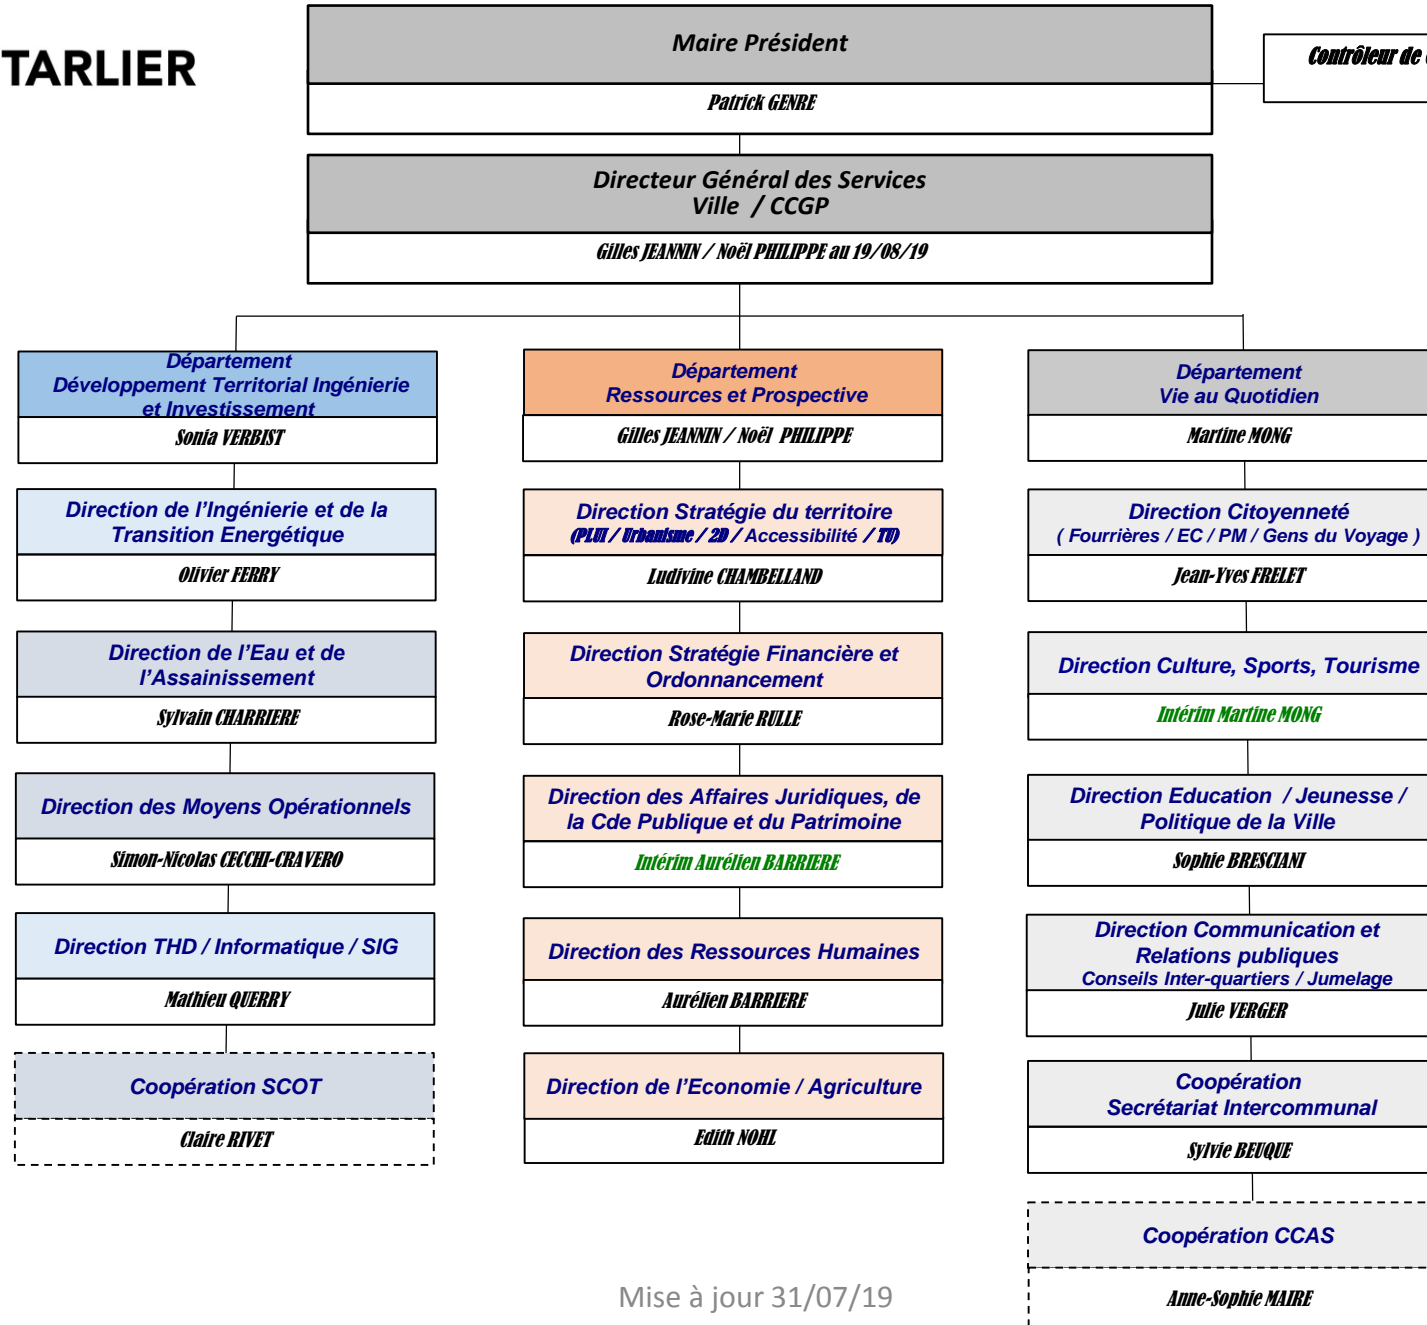 TARLIER
Maire Président
Patrick GENRE
Contrôleur de
Directeur Général des Services
Ville / CCGP
Gilles JEANNIN / Noël PHILIPPE au 19/08/19
Département
Développement Territorial Ingénierie
et Investissement
Sonia VERBIST
Direction de l'Ingénierie et de la
Transition Energétique
Olivier FERRY
Direction de l'Eau et de
l'Assainissement
Sylvain CHARRIERE
Direction des Moyens Opérationnels
Simon-Nicolas CECCHI-CRAVERO
Direction THD / Informatique / SIG
Mathieu QUERRY
Coopération SCOT
Claire RIVET
Département
Ressources et Prospective
Gilles JEANNIN / Noël PHILIPPE
Direction Stratégie du territoire
(PLUI / Urbanisme / 2D / Accessibilité / TU)
Ludivine CHAMBELLAND
Direction Stratégie Financière et
Ordonnancement
Rose-Marie RULLE
Direction des Affaires Juridiques, de
la Cde Publique et du Patrimoine
Intérim Aurélien BARRIERE
Direction des Ressources Humaines
Aurélien BARRIERE
Direction de l'Economie / Agriculture
Edith NOHL
Département
Vie au Quotidien
Martine MONG
Direction Citoyenneté
( Fourrières / EC / PM / Gens du Voyage )
Jean-Yves FRELET
Direction Culture, Sports, Tourisme
Intérim Martine MONG
Direction Education / Jeunesse /
Politique de la Ville
Sophie BRESCIANI
Direction Communication et
Relations publiques
Conseils Inter-quartiers / Jumelage
Julie VERGER
Coopération
Secrétariat Intercommunal
Sylvie BEUQUE
Coopération CCAS
Anne-Sophie MAIRE
Mise à jour 31/07/19